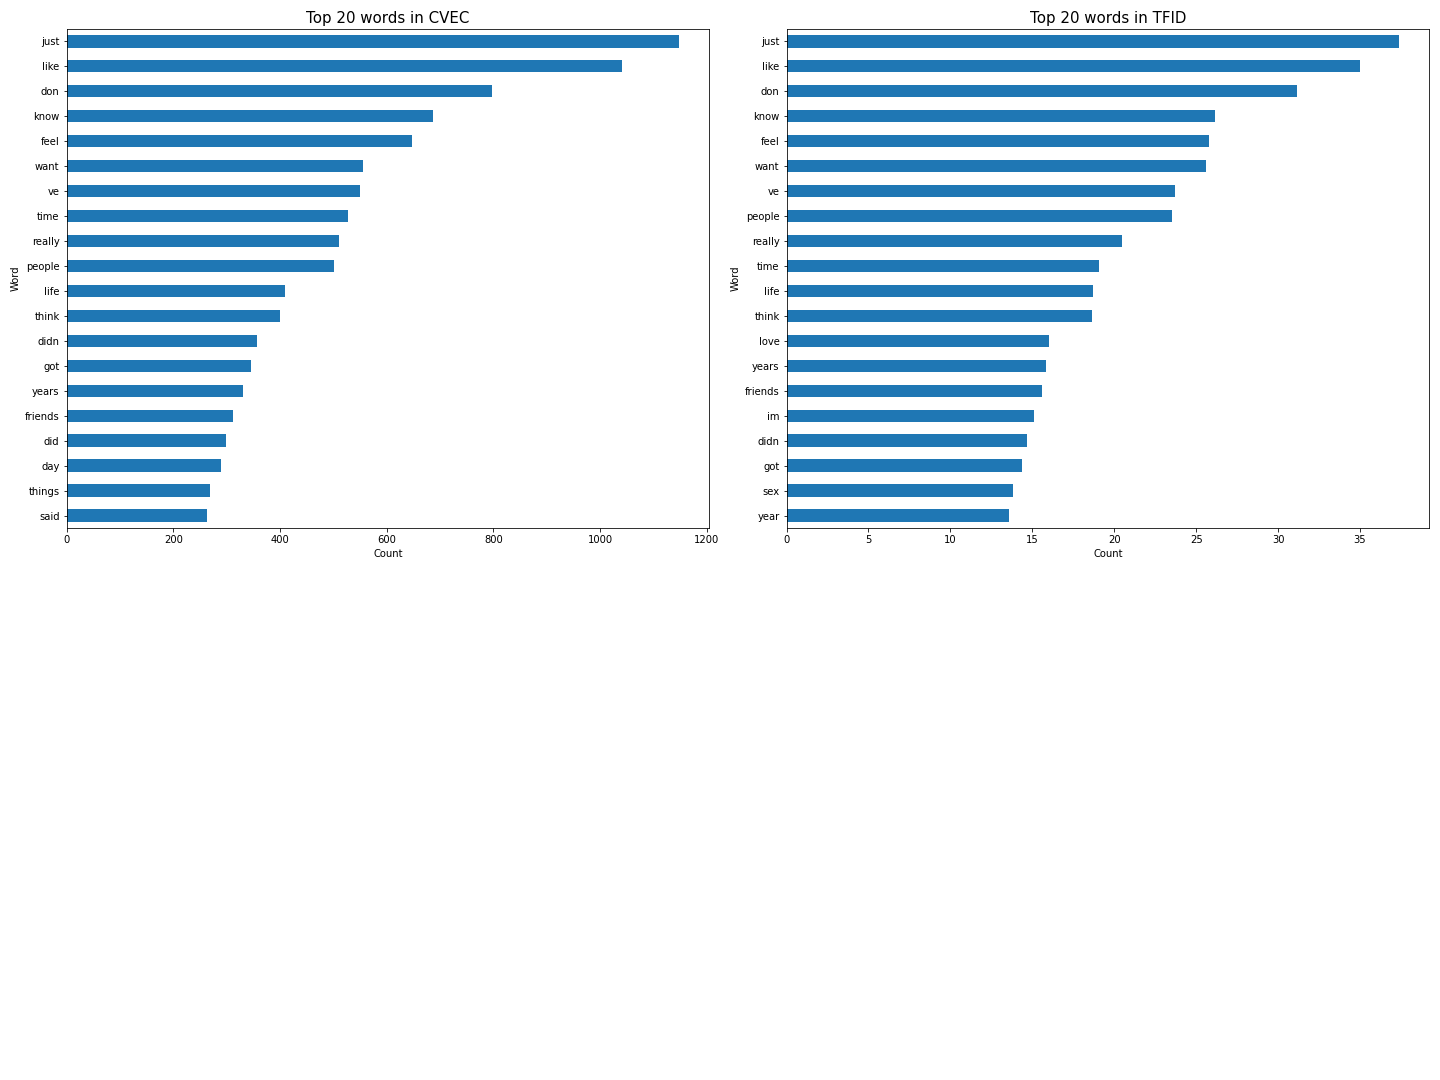 Top 20 words in CVEC
just
like
don
know
feel
want
ve
time
really
people
life
think
didn
got
years
friends
did
day
things
said
Word
0 200 400 600 800 1000 1200
Count
Top 20 words in TFID
just
like
don
know
feel
want
ve
people
really
time
life
think
love
years
friends
im
didn
got
sex
year
Word
0 5 10 15 20 25 30 35
Count